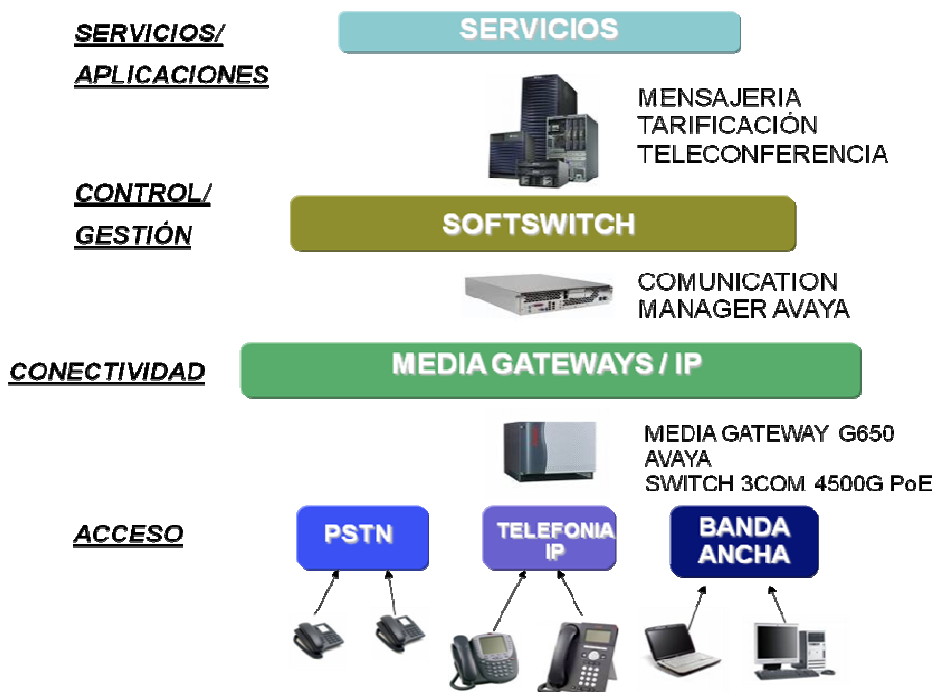 SERVICIOS/
APLICACIONES
SERVICIOS
MENSAJERIA
TARIFICACIÓN
TELECONFERENCIA
CONTROL/
GESTIÓN
SOFTSWITCH
COMUNICATION
MANAGER AVAYA
CONECTIVIDAD
MEDIA GATEWAYS / IP
MEDIA GATEWAY G650
AVAYA
SWITCH 3COM 4500G PoE
ACCESO
PSTN
TELEFONIA
IP
BANDA
ANCHA